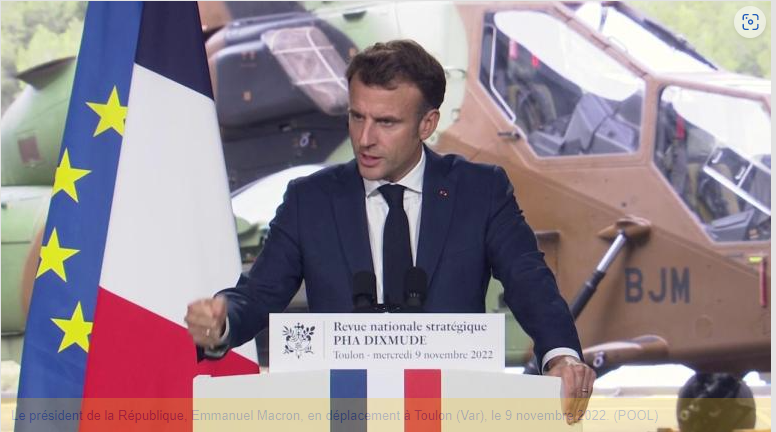 BJM
Revue nationale stratégique
PHA DIXMUDE
Toulon - mercredi 9 novembre 2022
Le président de la République, Emmanuel Macron, en déplacement à Toulon (Var), le 9 novembre 2022. (POOL)